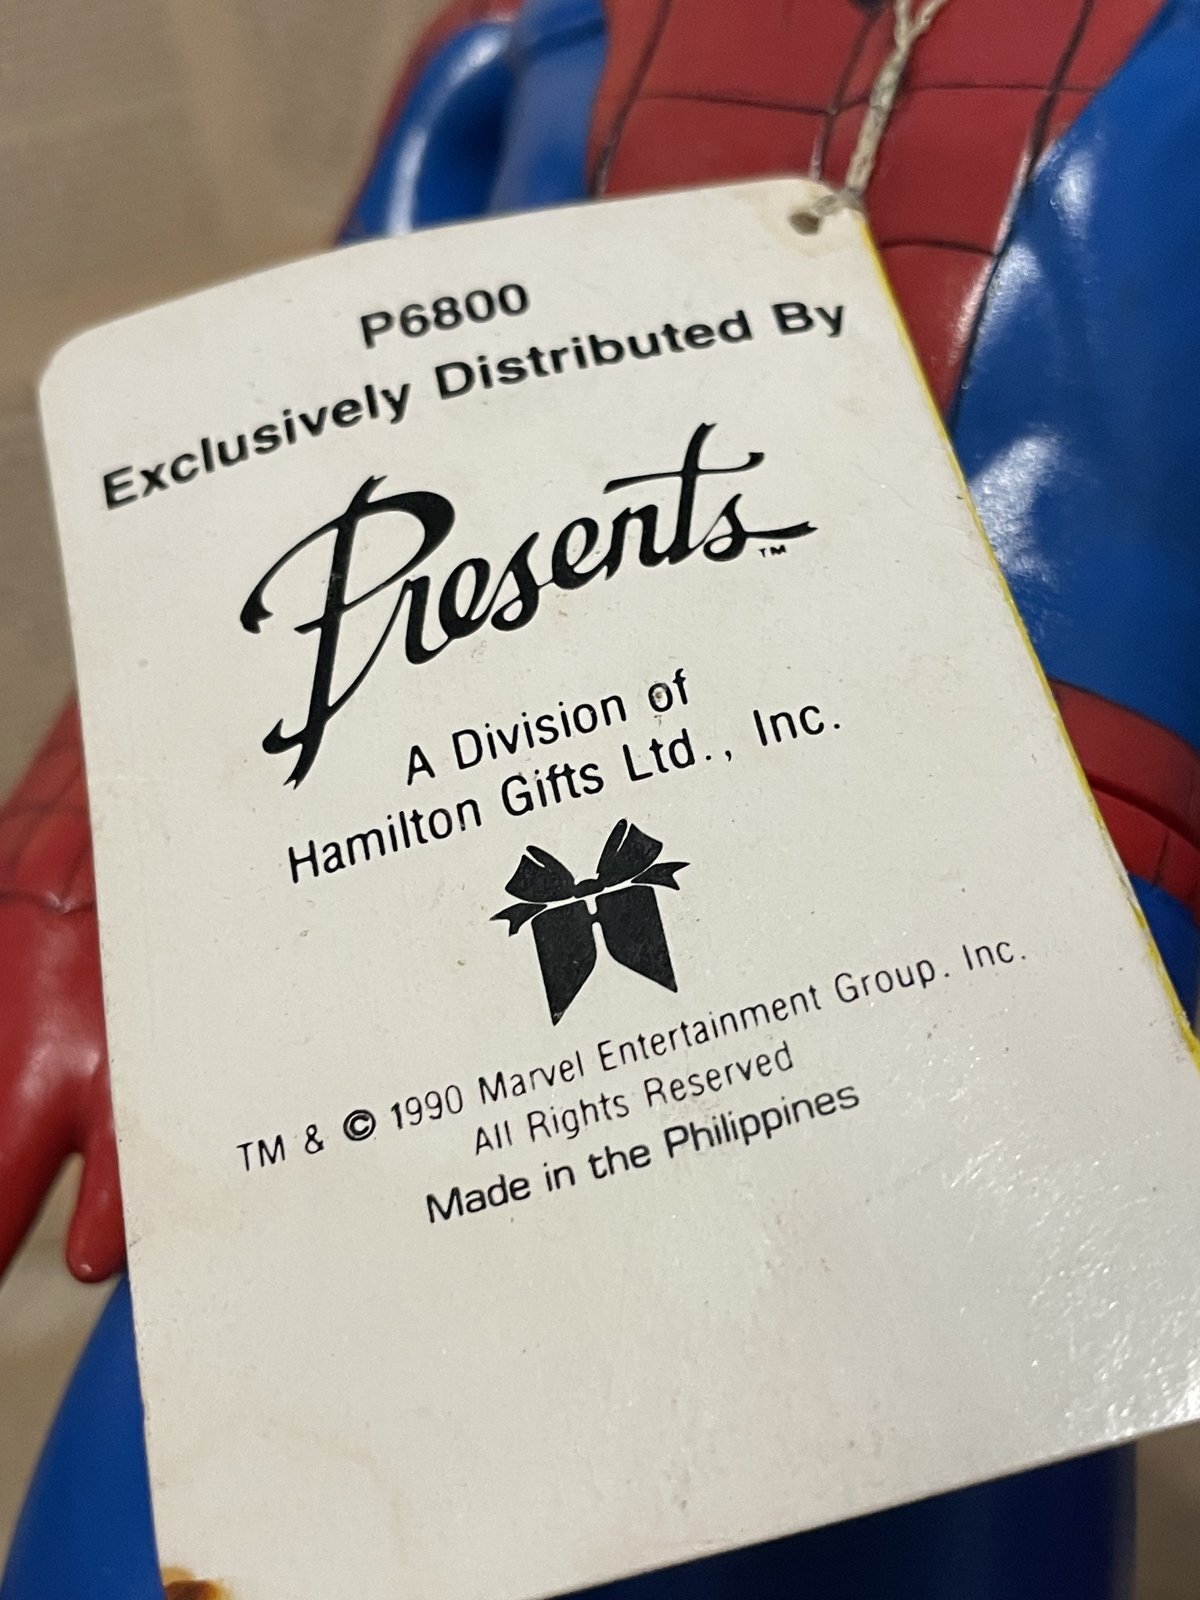 P6800
Exclusively Distributed By
Presents™
A Division of
Hamilton Gifts Ltd., Inc.
TM & © 1990 Marvel Entertainment Group. Inc.
All Rights Reserved
Made in the Philippines